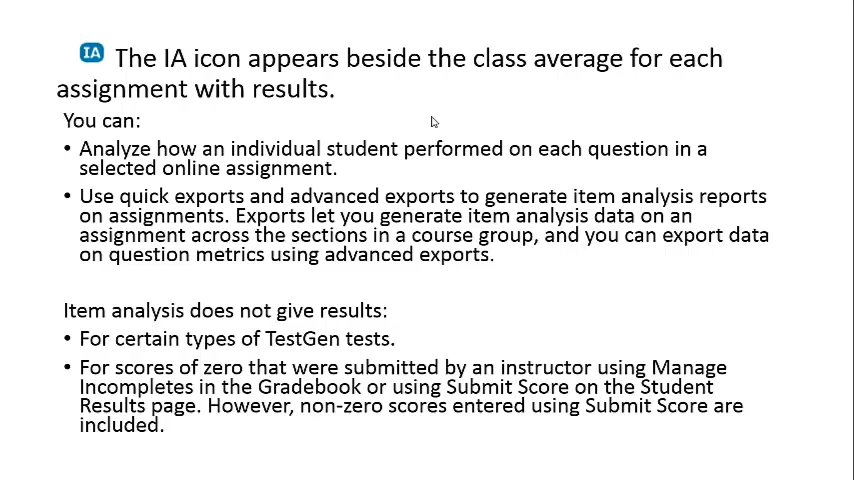 IA The IA icon appears beside the class average for each
assignment with results.
You can:
• Analyze how an individual student performed on each question in a
selected online assignment.
• Use quick exports and advanced exports to generate item analysis reports
on assignments. Exports let you generate item analysis data on an
assignment across the sections in a course group, and you can export data
on question metrics using advanced exports.
Item analysis does not give results:
• For certain types of TestGen tests.
• For scores of zero that were submitted by an instructor using Manage
Incompletes in the Gradebook or using Submit Score on the Student
Results page. However, non-zero scores entered using Submit Score are
included.